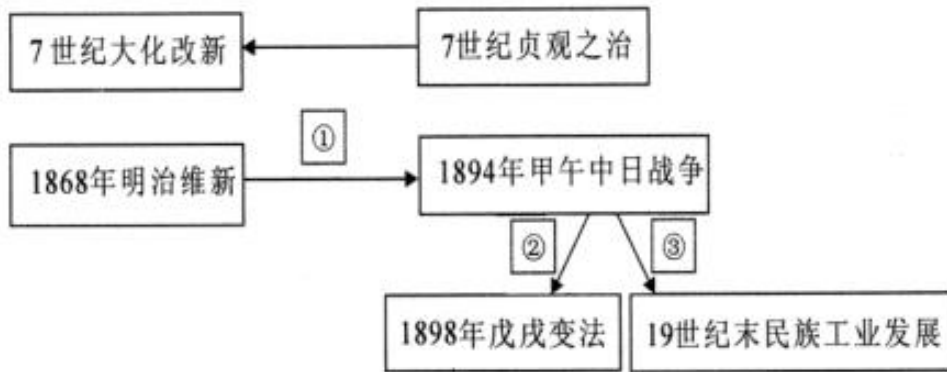 7世纪大化改新
7世纪贞观之治
①
1868年明治维新
1894年甲午中日战争
②
③
1898年戊戌变法
19世纪末民族工业发展